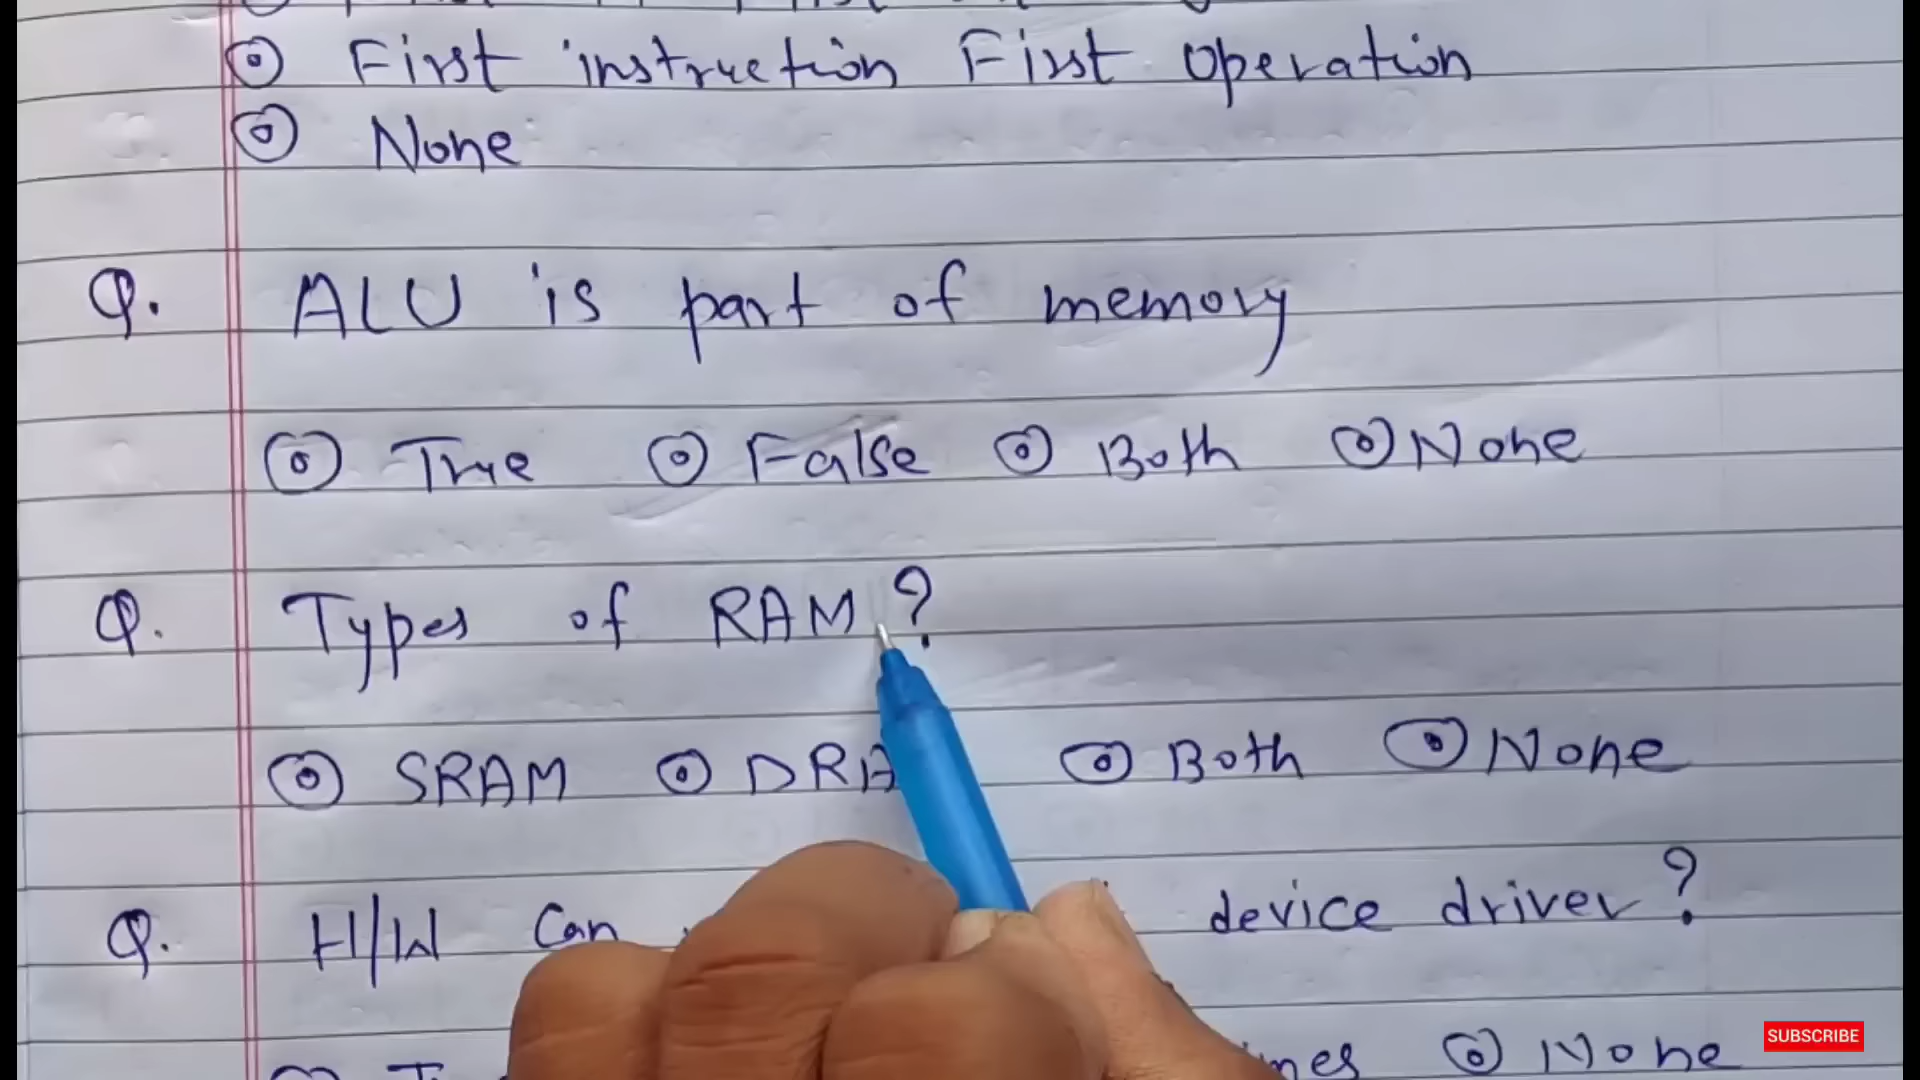 First instruction First Operation
None
Q. ALU is part of memory
True False Both None
Q. Types of RAM?
SRAM DRA Both None
Q. H/W Can device driver?
None
SUBSCRIBE